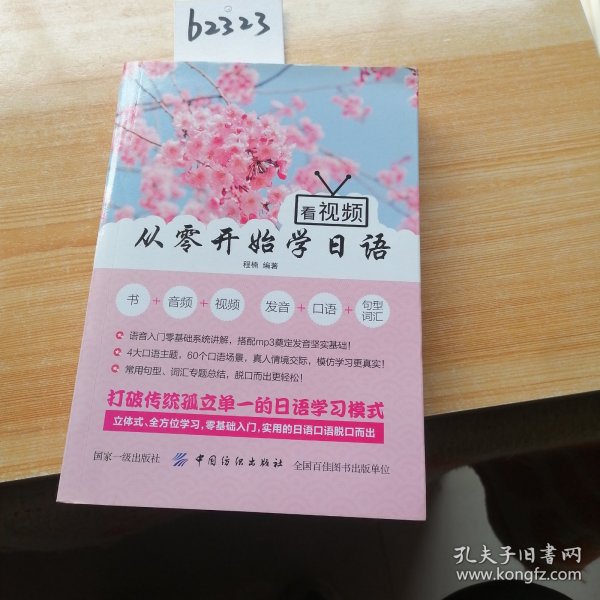 b2323
看视频
从零开始学日语
程楠 编著
书 + 音频 + 视频 发音 + 口语 + 句型词汇
语音入门零基础系统讲解，搭配mp3奠定发音坚实基础！
4大口语主题，60个口语场景，真人情境交际，模仿学习更真实！
常用句型、词汇专题总结，脱口而出更轻松！
打破传统孤立单一的日语学习模式
立体式、全方位学习，零基础入门，实用的日语口语脱口而出
国家一级出版社 中国纺织出版社 全国百佳图书出版单位
孔夫子旧书网
www.kongfz.com